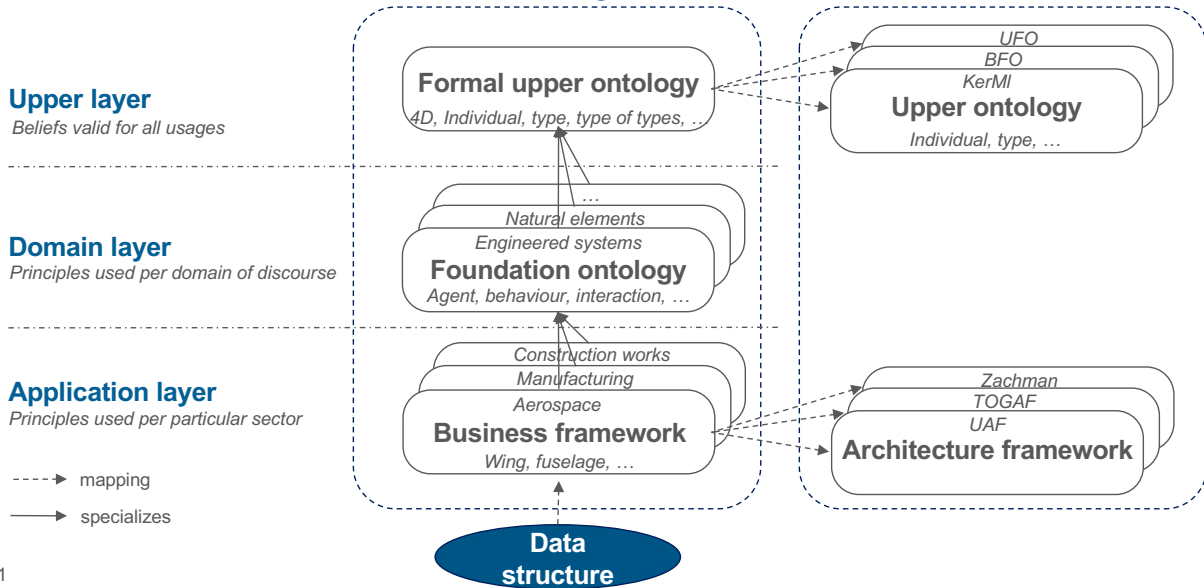 Upper layer
Beliefs valid for all usages
Formal upper ontology
4D, Individual, type, type of types, …
UFO
BFO
KerMl
Upper ontology
Individual, type, …
Domain layer
Principles used per domain of discourse
…
Natural elements
Engineered systems
Foundation ontology
Agent, behaviour, interaction, …
Application layer
Principles used per particular sector
Construction works
Manufacturing
Aerospace
Business framework
Wing, fuselage, …
Zachman
TOGAF
UAF
Architecture framework
mapping
specializes
Data
structure
1